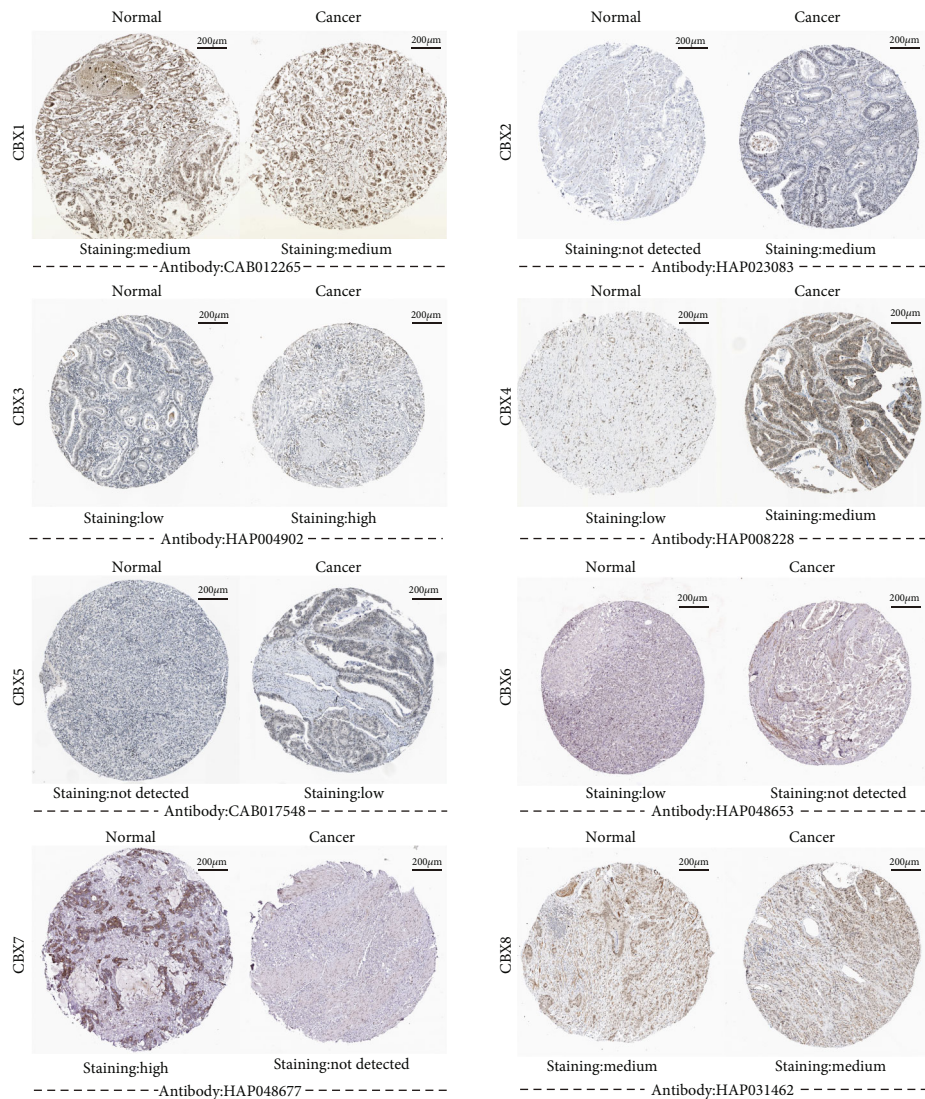 Normal Cancer
200μm 200μm
CBX1
Staining:medium Staining:medium
Antibody:CAB012265
Normal Cancer
200μm 200μm
CBX2
Staining:not detected Staining:medium
Antibody:HAP023083
Normal Cancer
200μm 200μm
CBX3
Staining:low Staining:high
Antibody:HAP004902
Normal Cancer
200μm 200μm
CBX4
Staining:low Staining:medium
Antibody:HAP008228
Normal Cancer
200μm 200μm
CBX5
Staining:not detected Staining:low
Antibody:CAB017548
Normal Cancer
200μm 200μm
CBX6
Staining:low Staining:not detected
Antibody:HAP048653
Normal Cancer
200μm 200μm
CBX7
Staining:high Staining:not detected
Antibody:HAP048677
Normal Cancer
200μm 200μm
CBX8
Staining:medium Staining:medium
Antibody:HAP031462